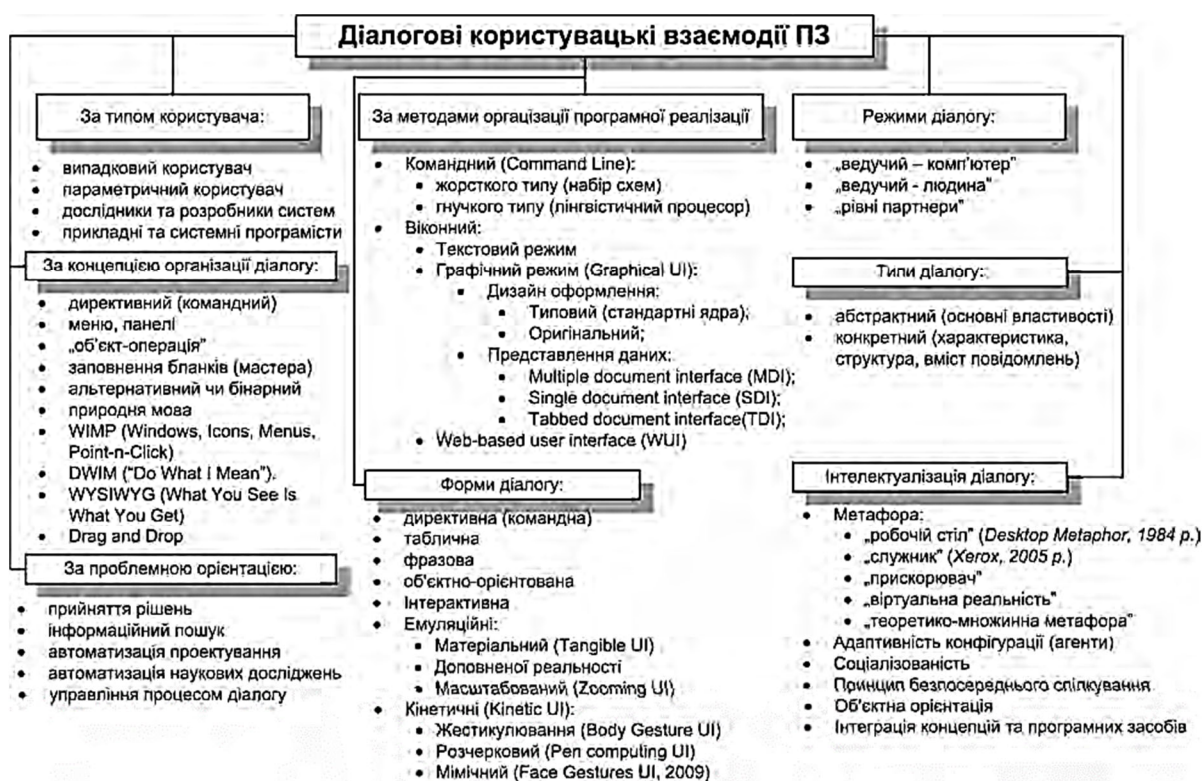 Діалогові користувацькі взаємодії ПЗ
За типом користувача:
випадковий користувач
параметричний користувач
дослідники та розробники систем
прикладні та системні програмісти
За концепцією організації діалогу:
директивний (командний)
меню, панелі
„об'єкт-операція"
заповнення бланків (мастера)
альтернативний чи бінарний
природня мова
WIMP (Windows, Icons, Menus,
Point-n-Click)
DWIM ("Do What I Mean").
WYSIWYG (What You See Is
What You Get)
Drag and Drop
За проблемною орієнтацією:
прийняття рішень
інформаційний пошук
автоматизація проектування
автоматизація наукових досліджень
управління процесом діалогу
За методами оргацізації програмної реалізації
Командний (Command Line):
жорсткого типу (набір схем)
гнучкого типу (лінгвістичний процесор)
Віконний:
Текстовий режим
Графічний режим (Graphical UI):
Дизайн оформлення:
Типовий (стандартні ядра);
Оригінальний;
Представлення даних:
Multiple document interface (MDI);
Single document interface (SDI);
Tabbed document interface(TDI);
Web-based user interface (WUI)
Форми діалогу:
директивна (командна)
таблична
фразова
об'єктно-орієнтована
Інтерактивна
Емуляційні:
Матеріальний (Tangible UI)
Доповненої реальності
Масштабований (Zooming UI)
Кінетичні (Kinetic UI):
Жестикулювання (Body Gesture UI)
Розчерковий (Pen computing UI)
Мімічний (Face Gestures UI, 2009)
Режими діалогу:
„ведучий – комп'ютер"
„ведучий - людина"
„рівні партнери"
Типи діалогу:
абстрактний (основні властивості)
конкретний (характеристика,
структура, вміст повідомлень)
Інтелектуалізація діалогу:
Метафора:
„робочій стіл" (Desktop Metaphor, 1984 р.)
„служник" (Xerox, 2005 р.)
„прискорювач"
„віртуальна реальність"
„теоретико-множинна метафора"
Адаптивність конфігурації (агенти)
Соціалізованість
Принцип безпосереднього спілкування
Об'єктна орієнтація
Інтеграція концепцій та програмних засобів